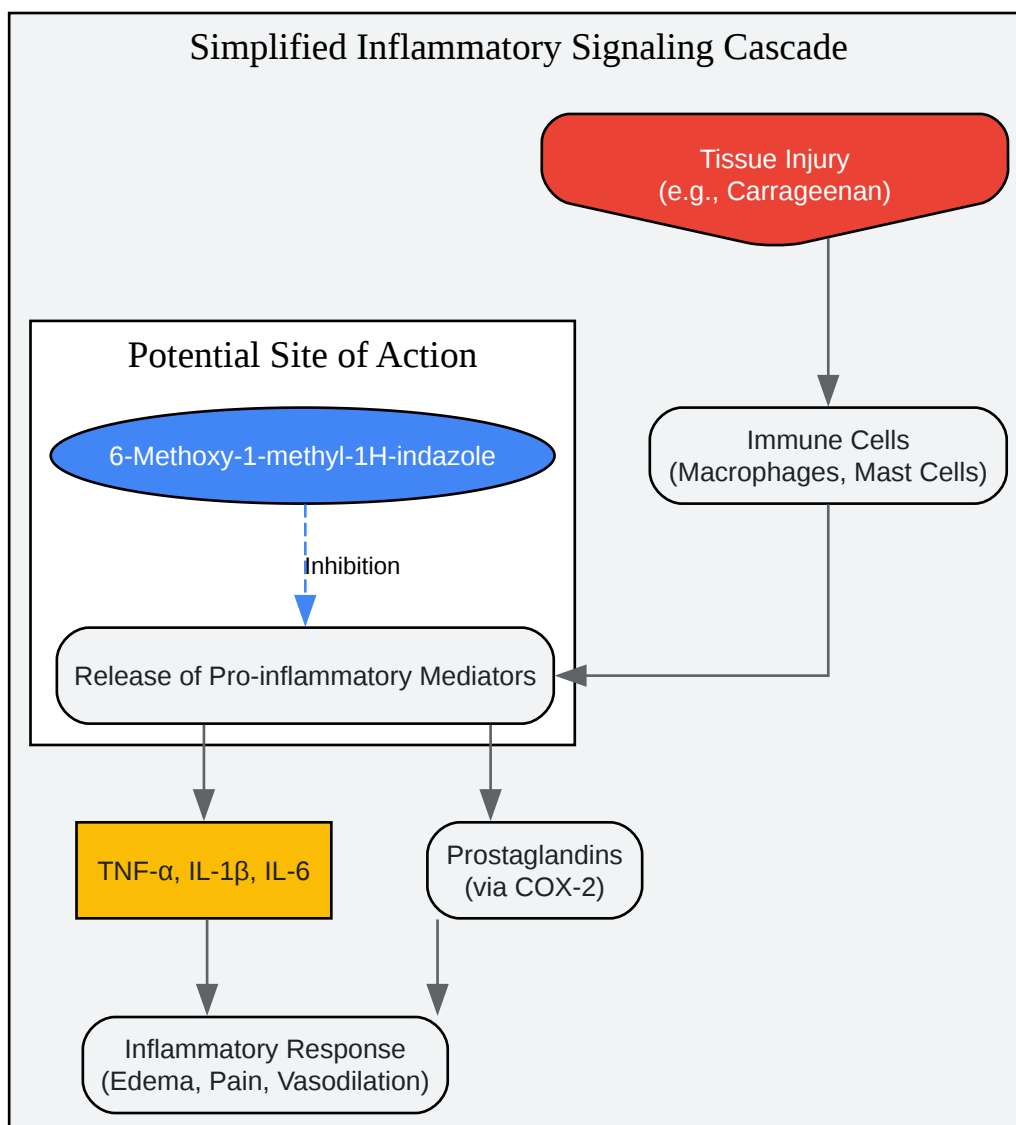 Simplified Inflammatory Signaling Cascade
Tissue Injury
(e.g., Carrageenan)
Potential Site of Action
6-Methoxy-1-methyl-1H-indazole
Immune Cells
(Macrophages, Mast Cells)
Inhibition
Release of Pro-inflammatory Mediators
TNF-α, IL-1β, IL-6
Prostaglandins
(via COX-2)
Inflammatory Response
(Edema, Pain, Vasodilation)